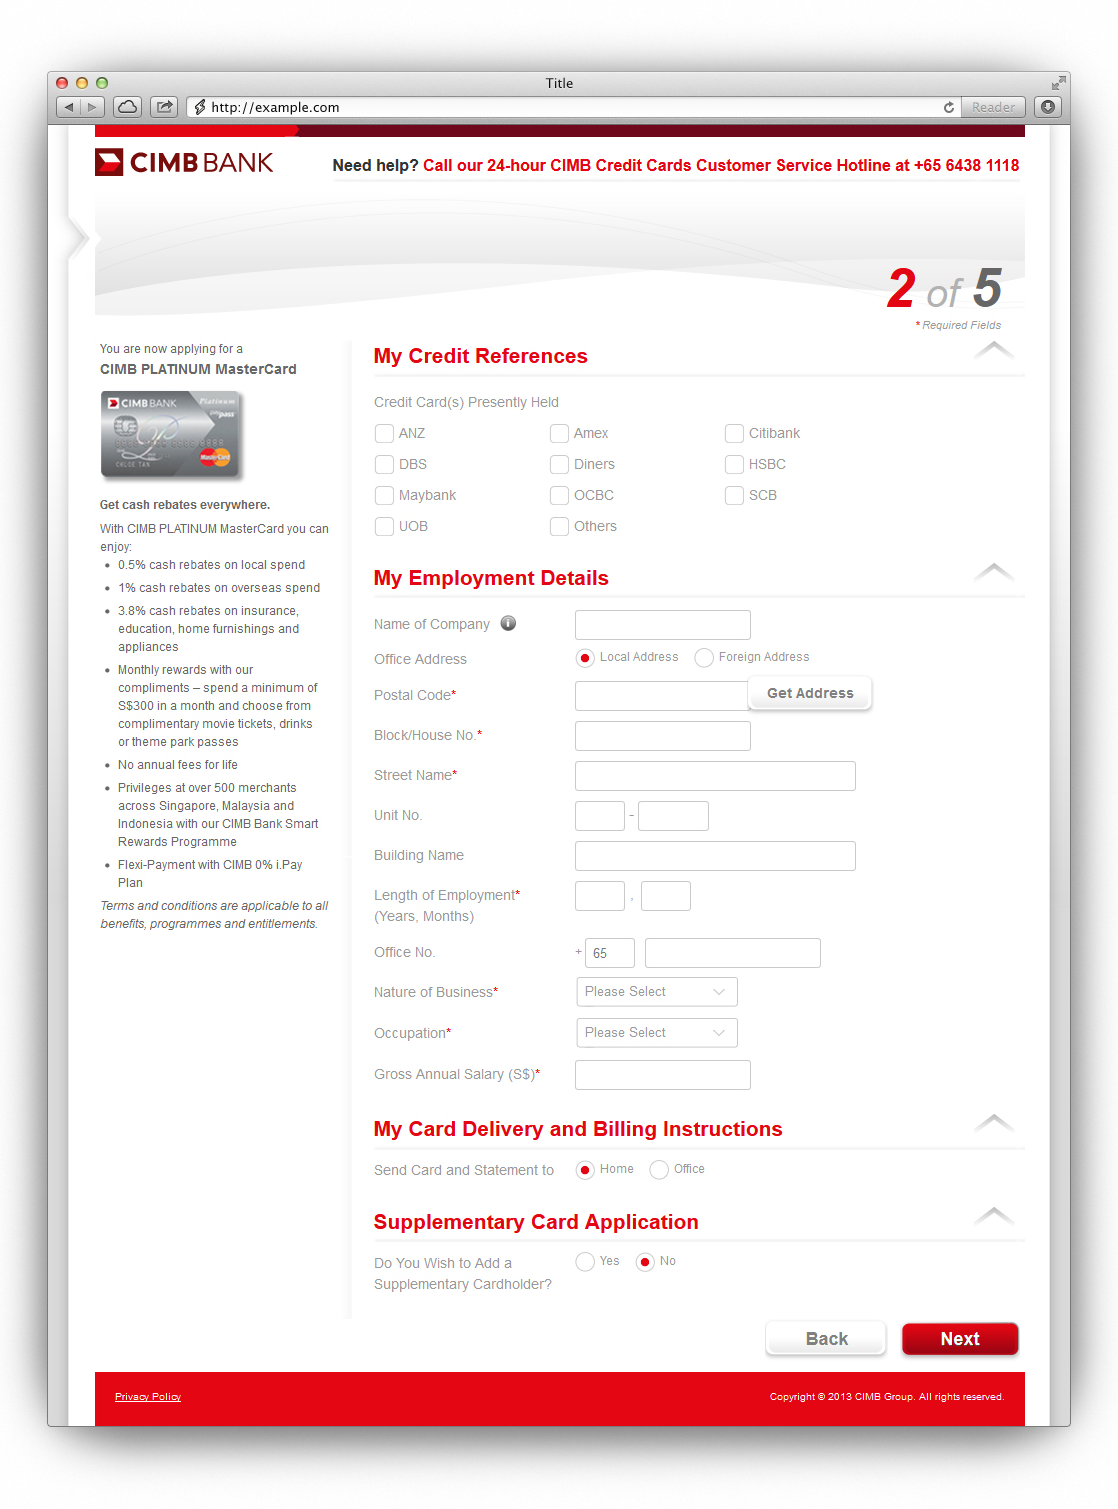 Title
http://example.com
Reader
CIMB BANK
Need help? Call our 24-hour CIMB Credit Cards Customer Service Hotline at +65 6438 1118
2 of 5
* Required Fields
You are now applying for a
CIMB PLATINUM MasterCard
CIMB BANK
Platinum
PayPass
CHLOE TAN
MasterCard
Get cash rebates everywhere.
With CIMB PLATINUM MasterCard you can
enjoy:
• 0.5% cash rebates on local spend
• 1% cash rebates on overseas spend
• 3.8% cash rebates on insurance,
education, home furnishings and
appliances
• Monthly rewards with our
compliments – spend a minimum of
S$300 in a month and choose from
complimentary movie tickets, drinks
or theme park passes
• No annual fees for life
• Privileges at over 500 merchants
across Singapore, Malaysia and
Indonesia with our CIMB Bank Smart
Rewards Programme
• Flexi-Payment with CIMB 0% i.Pay
Plan
Terms and conditions are applicable to all
benefits, programmes and entitlements.
My Credit References
Credit Card(s) Presently Held
ANZ Amex Citibank
DBS Diners HSBC
Maybank OCBC SCB
UOB Others
My Employment Details
Name of Company i
Office Address Local Address Foreign Address
Postal Code* Get Address
Block/House No.*
Street Name*
Unit No. -
Building Name
Length of Employment* ,
(Years, Months)
Office No. + 65
Nature of Business* Please Select
Occupation* Please Select
Gross Annual Salary (S$)*
My Card Delivery and Billing Instructions
Send Card and Statement to Home Office
Supplementary Card Application
Do You Wish to Add a Yes No
Supplementary Cardholder?
Back Next
Privacy Policy Copyright © 2013 CIMB Group. All rights reserved.